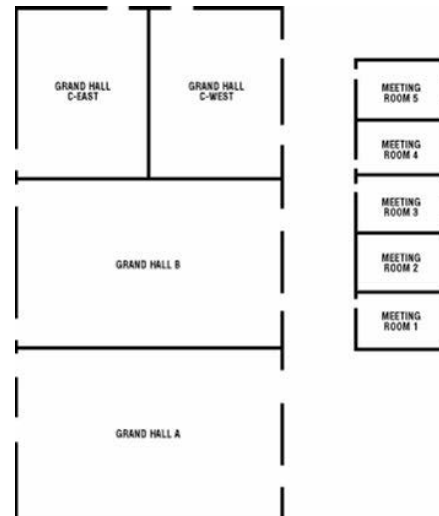 GRAND HALL
C-EAST
GRAND HALL
C-WEST
MEETING
ROOM 5
MEETING
ROOM 4
MEETING
ROOM 3
GRAND HALL B
MEETING
ROOM 2
MEETING
ROOM 1
GRAND HALL A